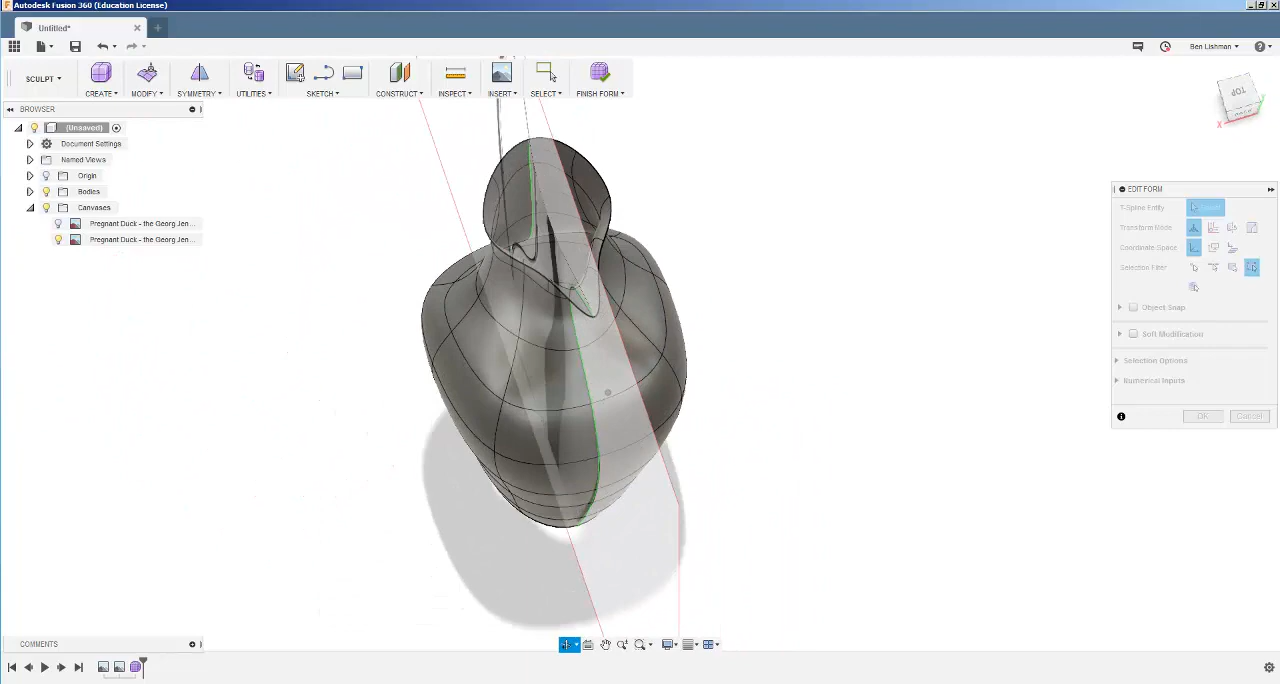 Autodesk Fusion 360 (Education License)
Untitled*
Ben Lishman
SCULPT
CREATE
MODIFY
SYMMETRY
UTILITIES
SKETCH
CONSTRUCT
INSPECT
INSERT
SELECT
FINISH FORM
TOP
X
BROWSER
(Unsaved)
Document Settings
Named Views
Origin
Bodies
Canvases
Pregnant Duck - the Georg Jen...
Pregnant Duck - the Georg Jen...
EDIT FORM
T-Spline Entity
Transform Mode
Coordinate Space
Selection Filter
Object Snap
Soft Modification
Selection Options
Numerical Inputs
OK
Cancel
COMMENTS